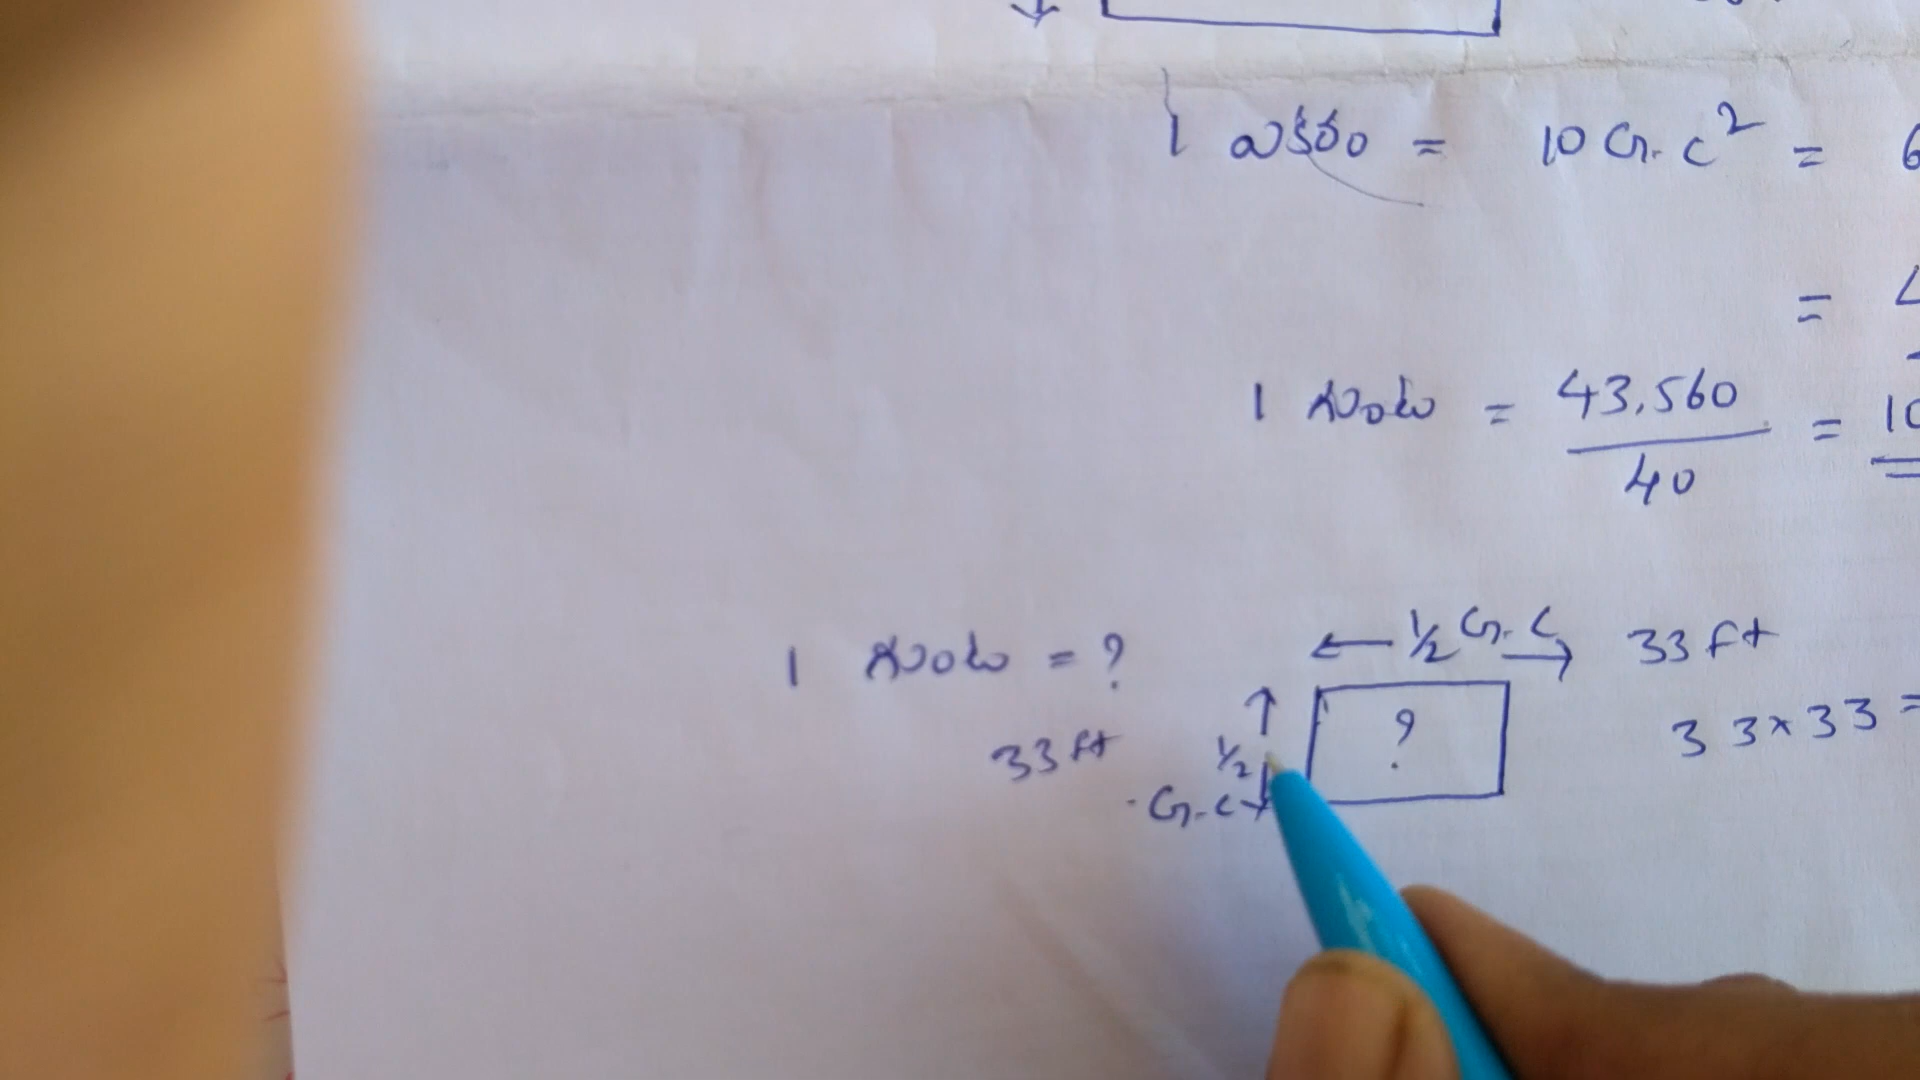 1 ఎకరం = 10 G.C² = 6
=
1 గుంట = 43,560 / 40 = 10
1 గుంట = ? ← 1/2 G.C → 33 ft
33 ft ↑ 1/2 G.C ↓ ? 33×33 =